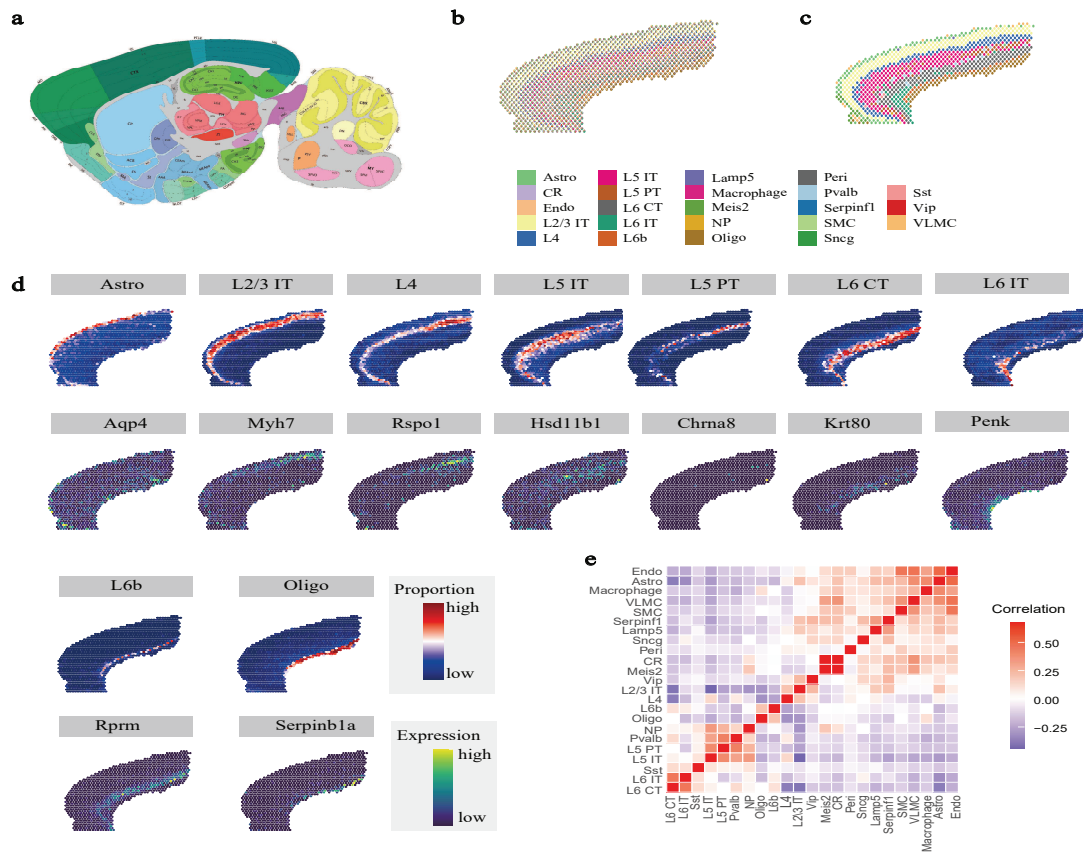 a
b
c
Astro
CR
Endo
L2/3 IT
L4
L5 IT
L5 PT
L6 CT
L6 IT
L6b
Lamp5
Macrophage
Meis2
NP
Oligo
Peri
Pvalb
Serpinf1
SMC
Sncg
Sst
Vip
VLMC
d
Astro L2/3 IT L4 L5 IT L5 PT L6 CT L6 IT
Aqp4 Myh7 Rspo1 Hsd11b1 Chrna8 Krt80 Penk
L6b Oligo
Proportion
high
low
Rprm Serpinb1a
Expression
high
low
e
Endo
Astro
Macrophage
VLMC
SMC
Serpinf1
Lamp5
Sncg
Peri
CR
Meis2
Vip
L2/3 IT
L4
L6b
Oligo
NP
Pvalb
L5 PT
L5 IT
Sst
L6 IT
L6 CT
L6 CT L6 IT Sst L5 IT L5 PT Pvalb NP Oligo L6b L4 L2/3 IT Vip Meis2 CR Peri Sncg Lamp5 Serpinf1 SMC VLMC Macrophage Astro Endo
Correlation
0.50
0.25
0.00
−0.25